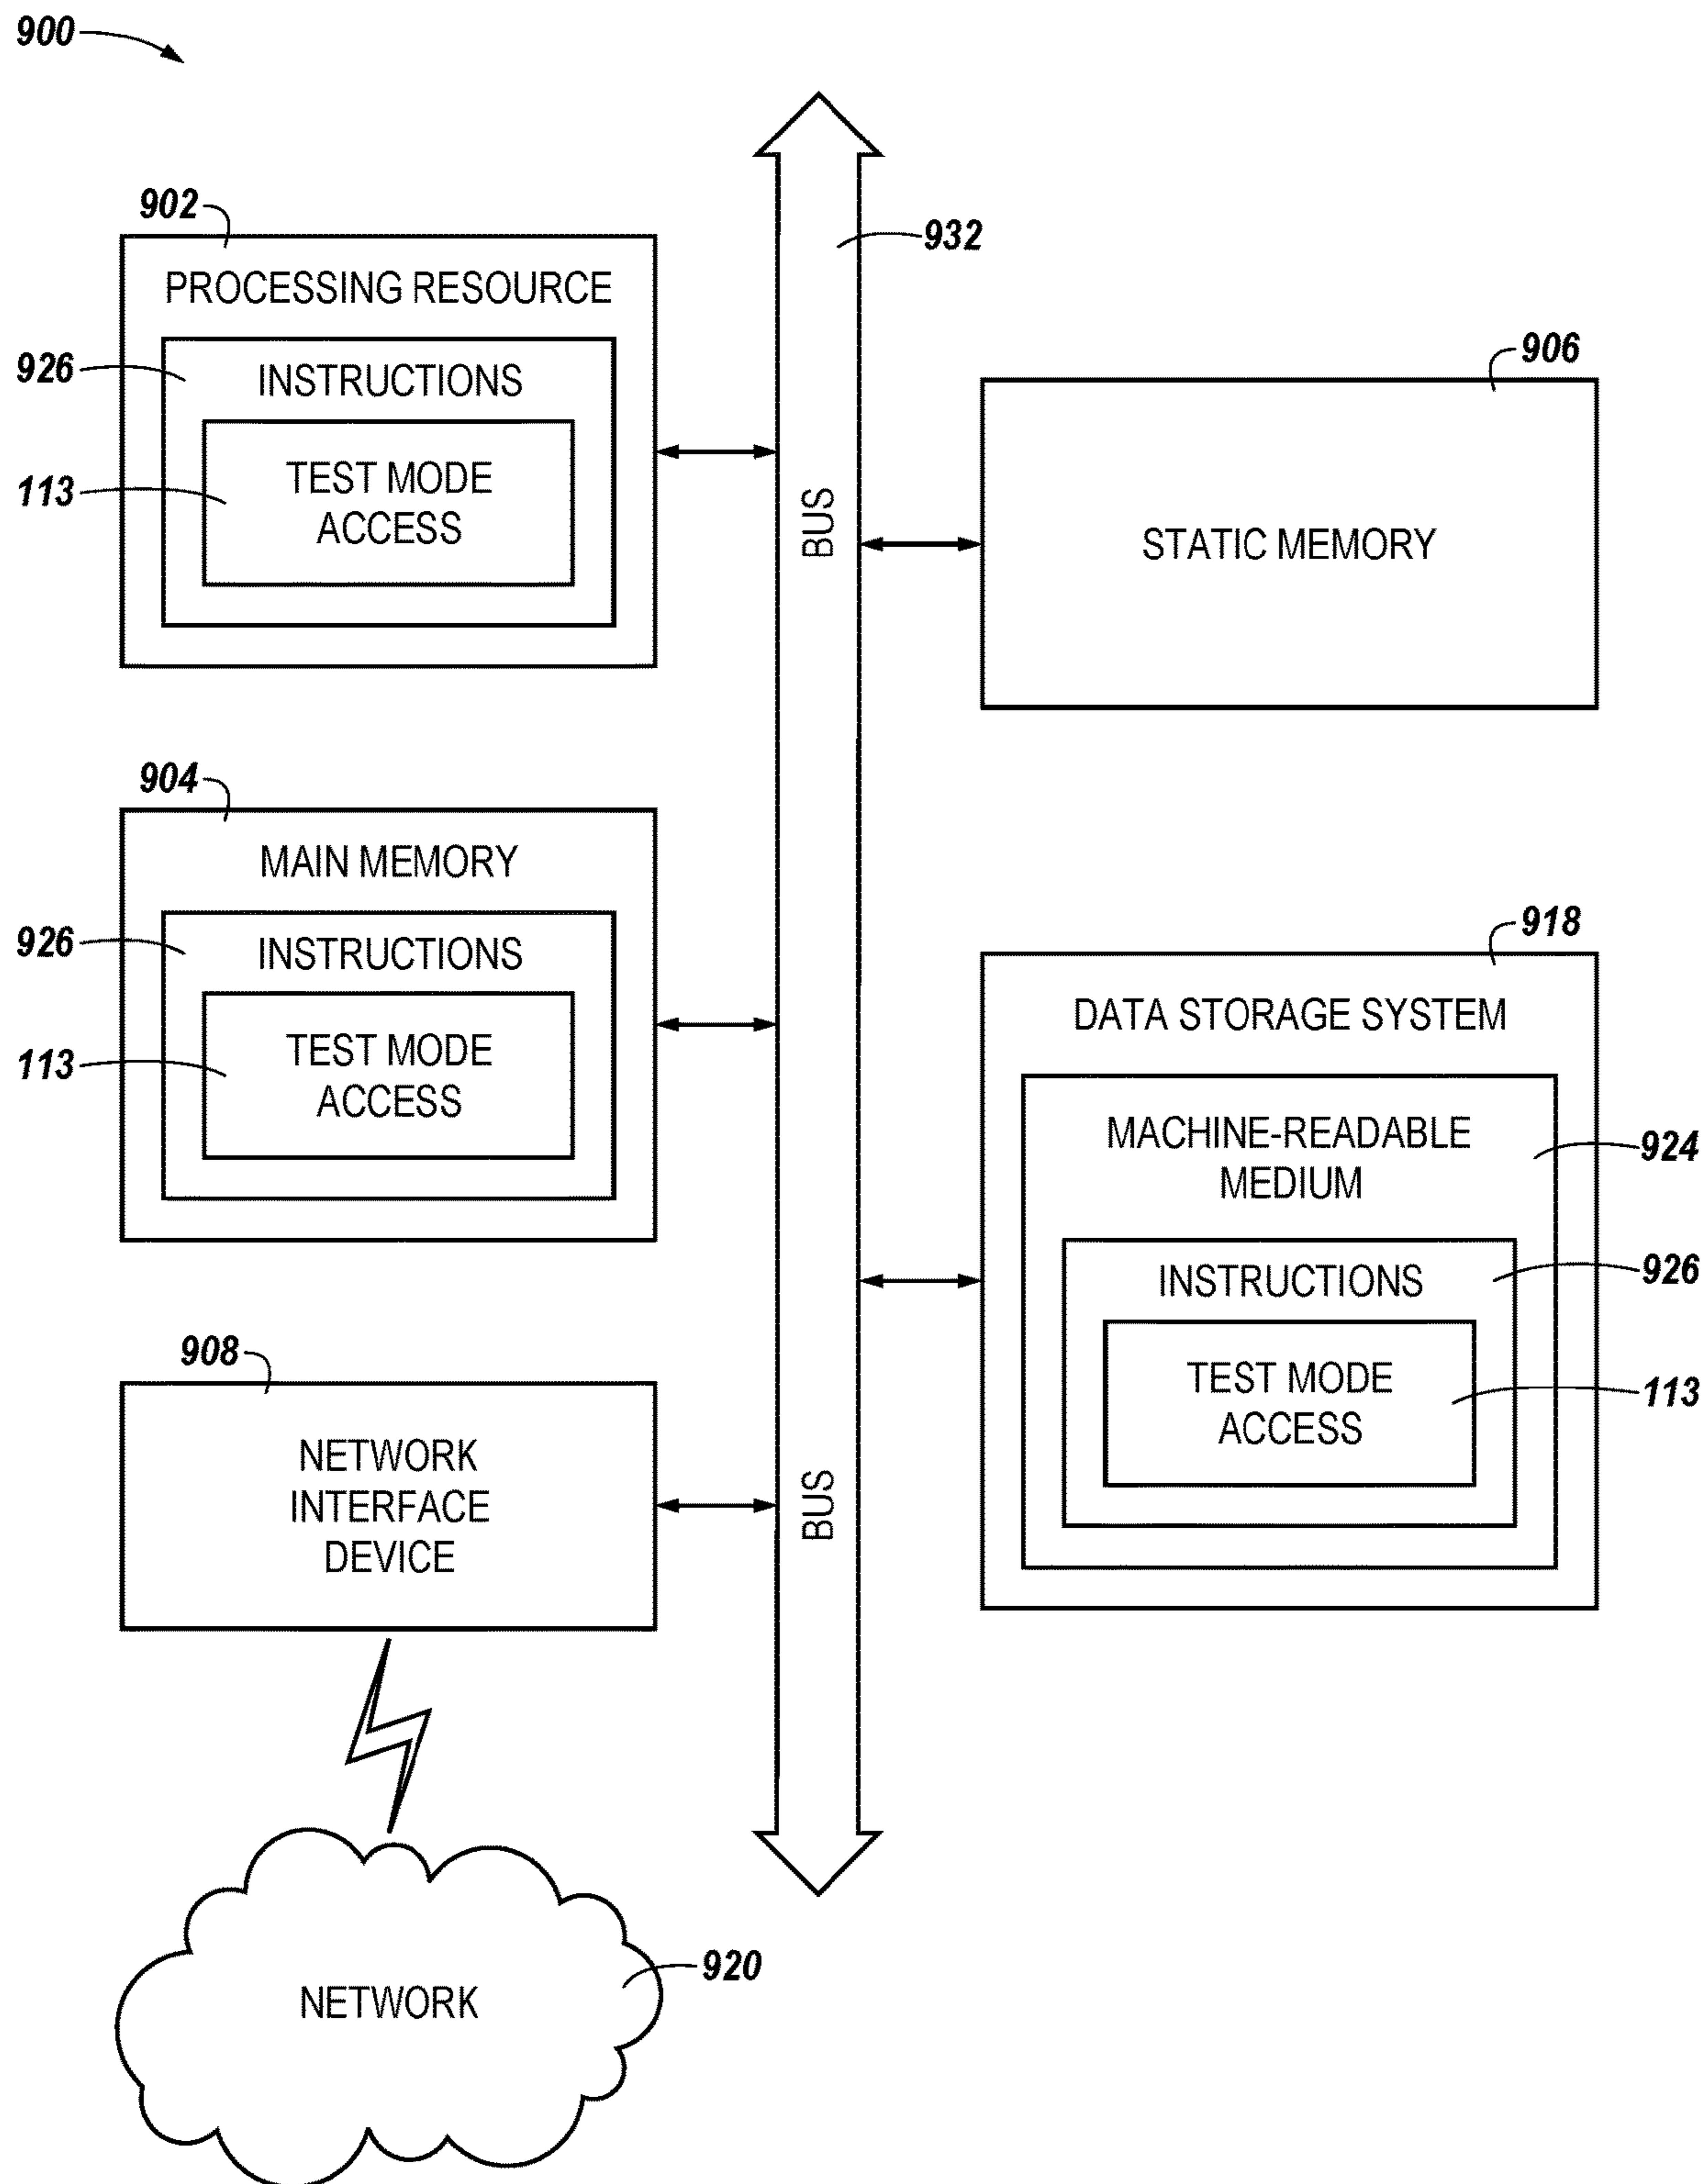 900
902
PROCESSING RESOURCE
926
INSTRUCTIONS
113
TEST MODE
ACCESS
904
MAIN MEMORY
926
INSTRUCTIONS
113
TEST MODE
ACCESS
908
NETWORK
INTERFACE
DEVICE
920
NETWORK
932
BUS
BUS
906
STATIC MEMORY
918
DATA STORAGE SYSTEM
MACHINE-READABLE
MEDIUM
924
INSTRUCTIONS
926
TEST MODE
ACCESS
113